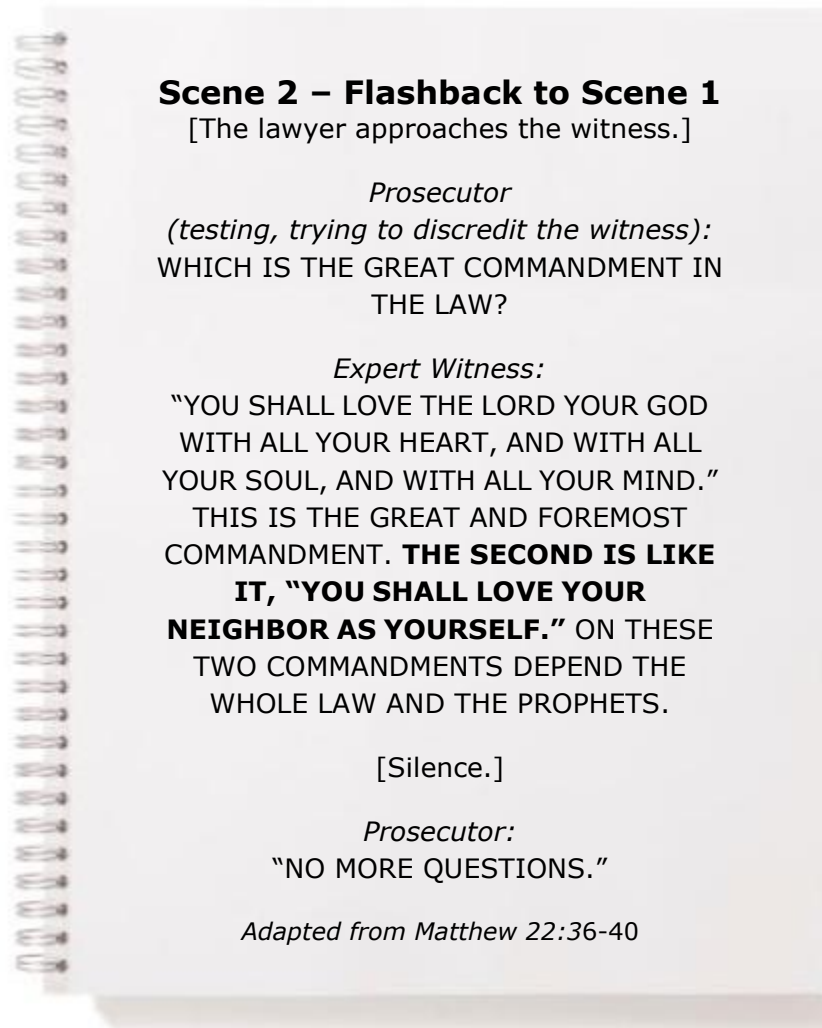 Scene 2 – Flashback to Scene 1
[The lawyer approaches the witness.]
Prosecutor
(testing, trying to discredit the witness):
WHICH IS THE GREAT COMMANDMENT IN
THE LAW?
Expert Witness:
“YOU SHALL LOVE THE LORD YOUR GOD
WITH ALL YOUR HEART, AND WITH ALL
YOUR SOUL, AND WITH ALL YOUR MIND.”
THIS IS THE GREAT AND FOREMOST
COMMANDMENT. THE SECOND IS LIKE
IT, “YOU SHALL LOVE YOUR
NEIGHBOR AS YOURSELF.” ON THESE
TWO COMMANDMENTS DEPEND THE
WHOLE LAW AND THE PROPHETS.
[Silence.]
Prosecutor:
“NO MORE QUESTIONS.”
Adapted from Matthew 22:36-40